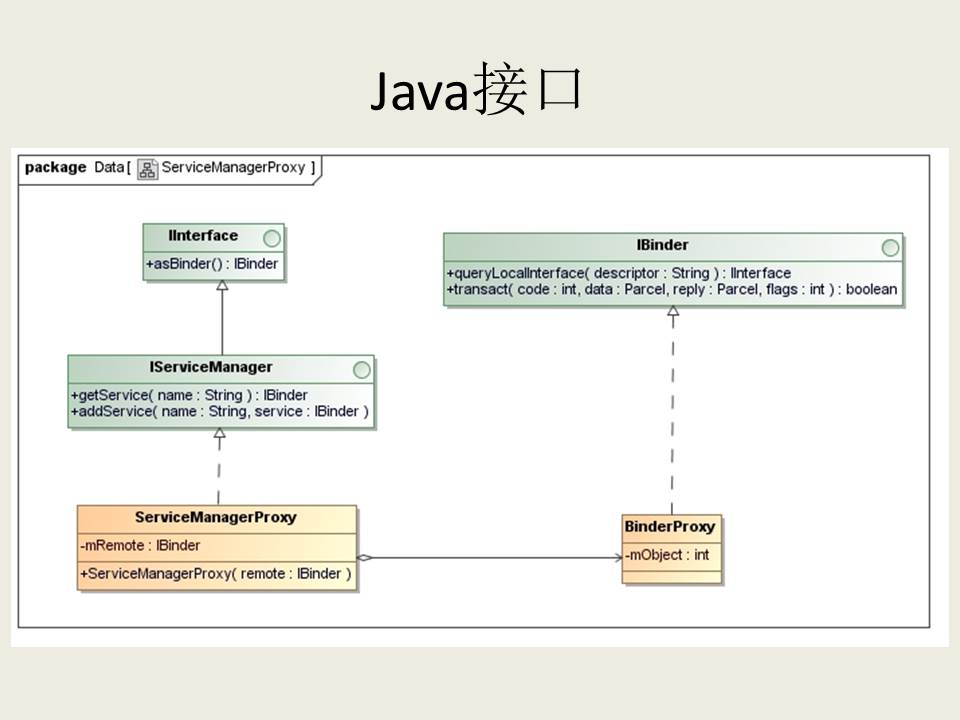 Java接口
package Data[ ServiceManagerProxy ]
IInterface
+asBinder() : IBinder
IBinder
+queryLocalInterface( descriptor : String ) : IInterface
+transact( code : int, data : Parcel, reply : Parcel, flags : int ) : boolean
IServiceManager
+getService( name : String ) : IBinder
+addService( name : String, service : IBinder )
ServiceManagerProxy
-mRemote : IBinder
+ServiceManagerProxy( remote : IBinder )
BinderProxy
-mObject : int